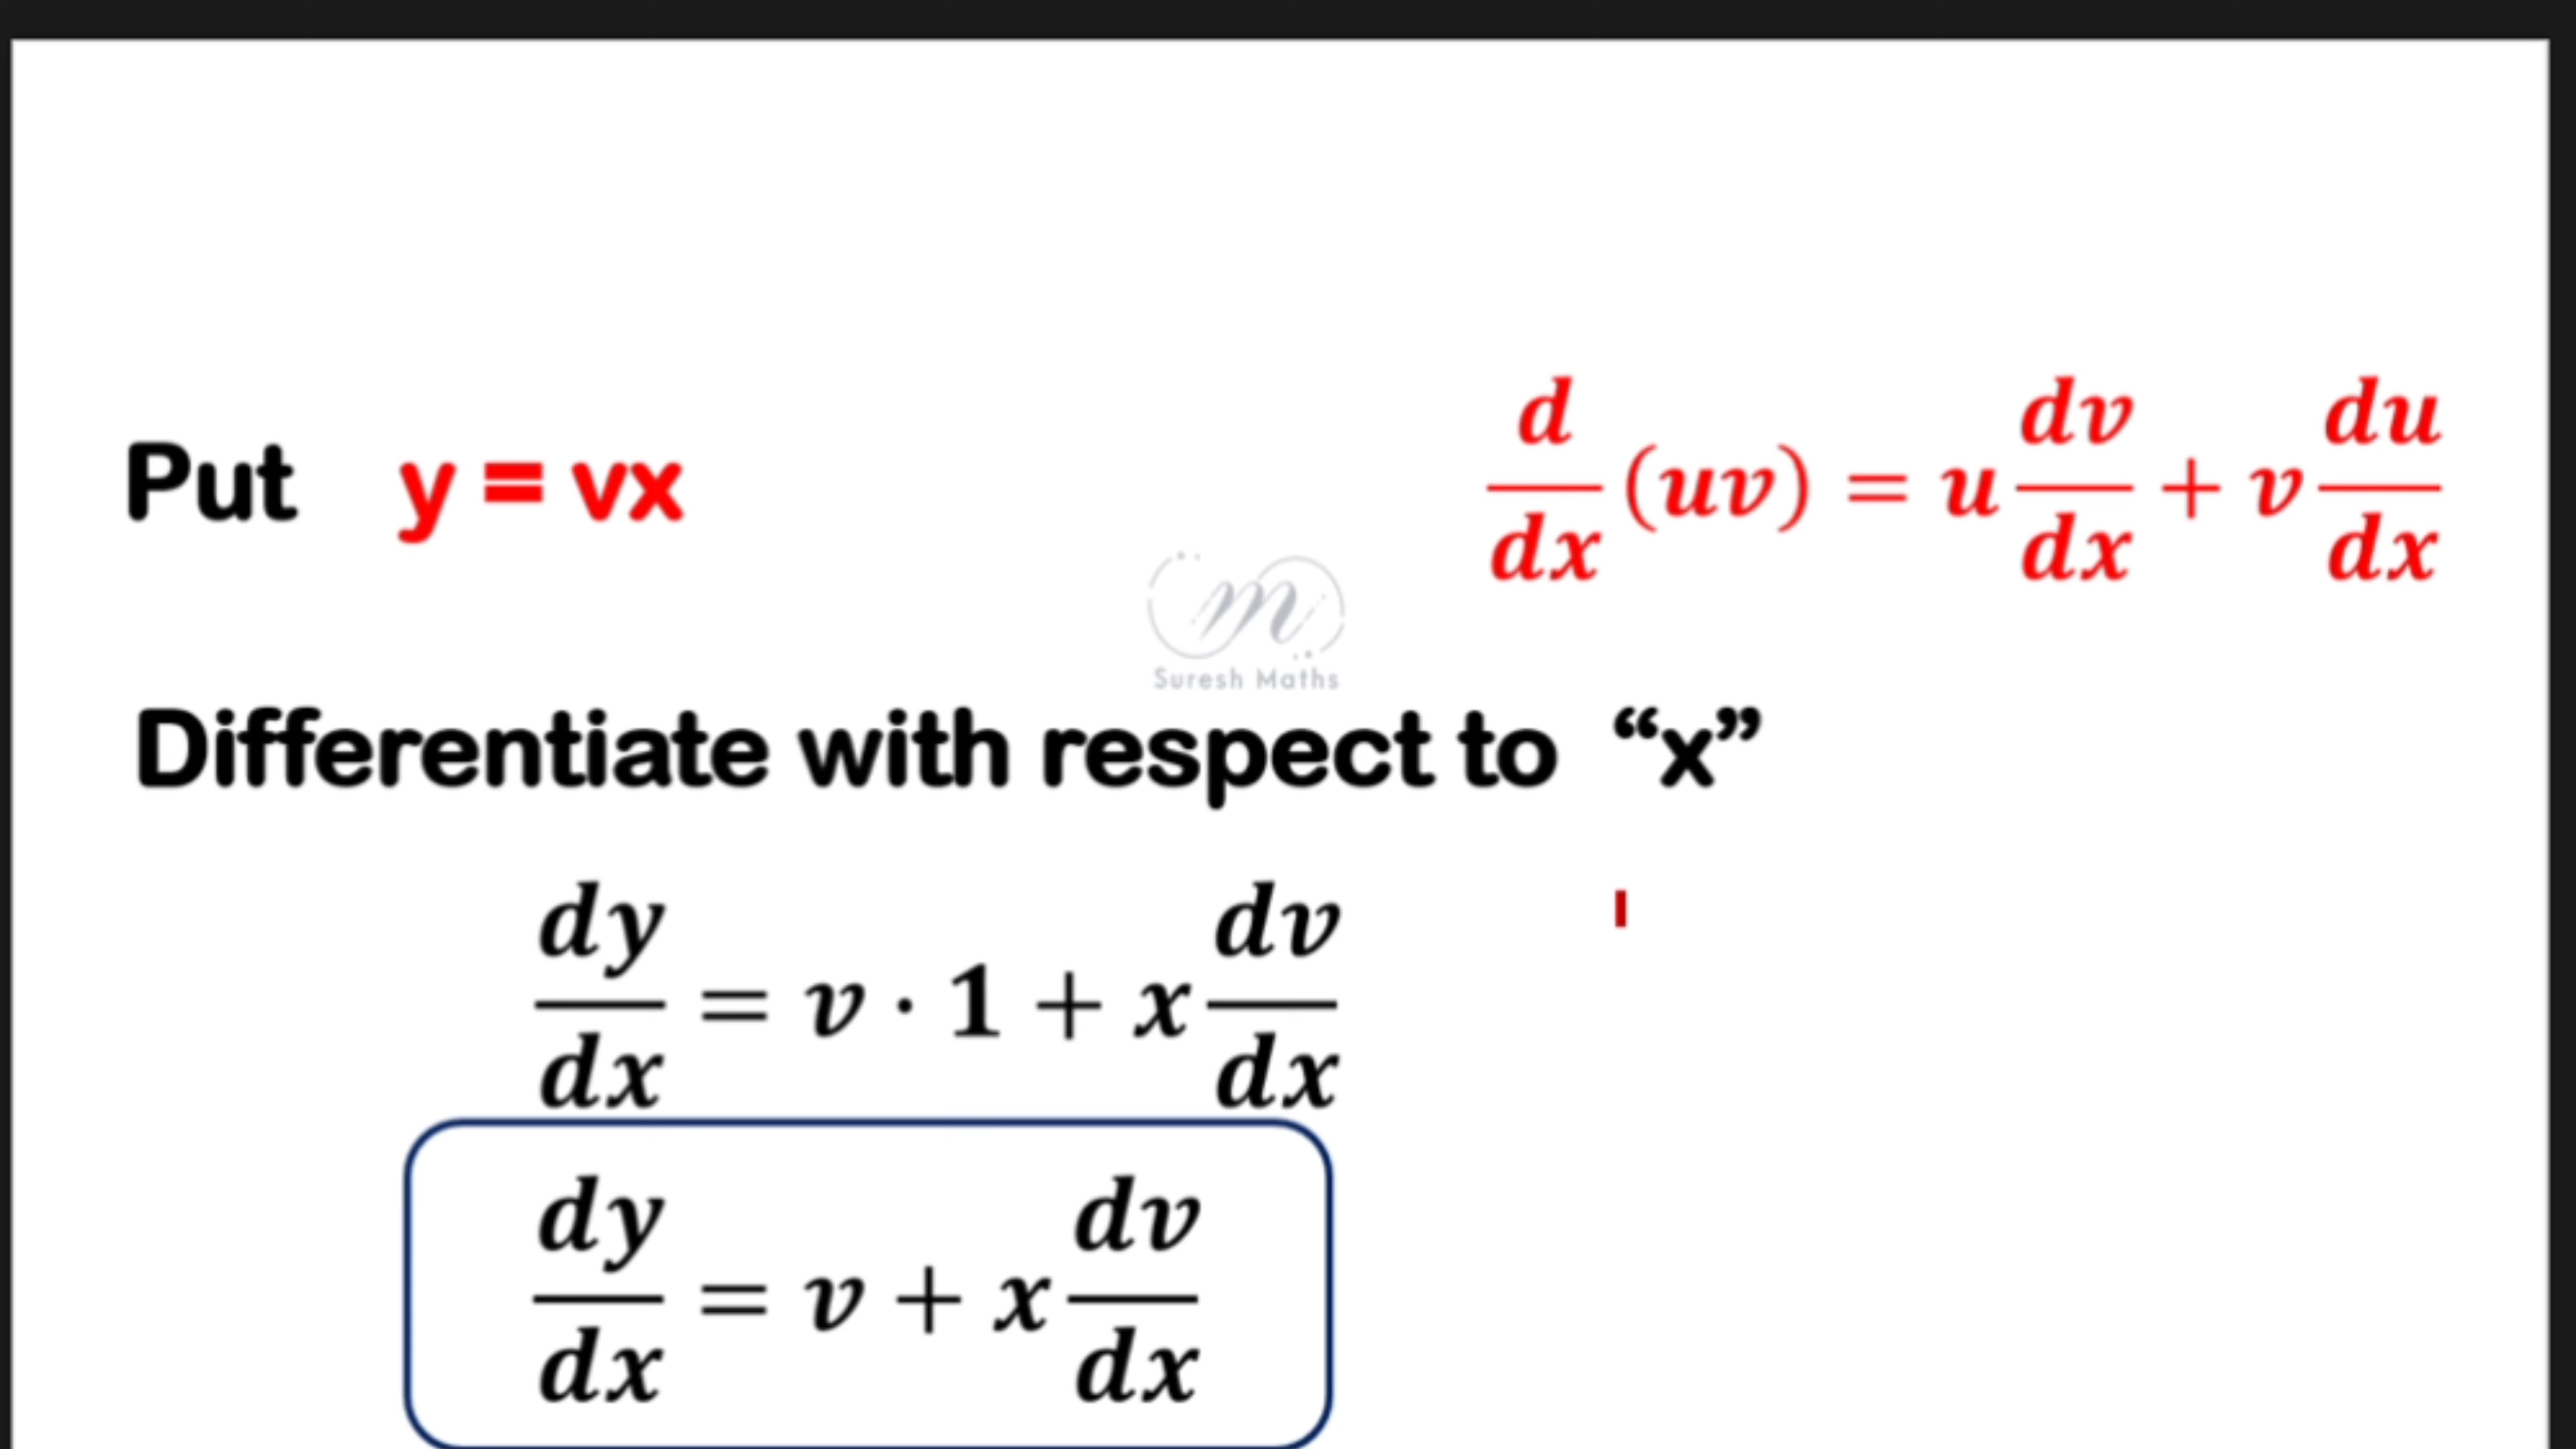 Put y = vx
d/dx (uv) = u dv/dx + v du/dx
m
Suresh Maths
Differentiate with respect to “x”
dy/dx = v · 1 + x dv/dx
dy/dx = v + x dv/dx